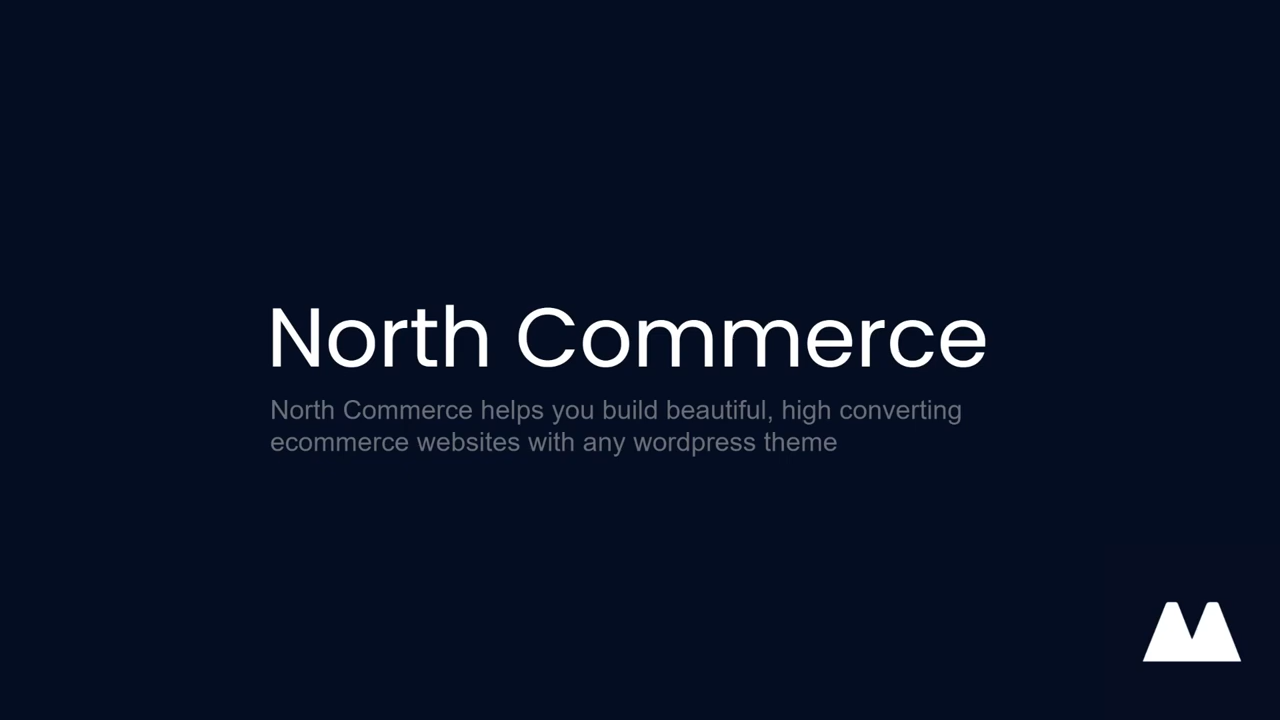 North Commerce
North Commerce helps you build beautiful, high converting
ecommerce websites with any wordpress theme